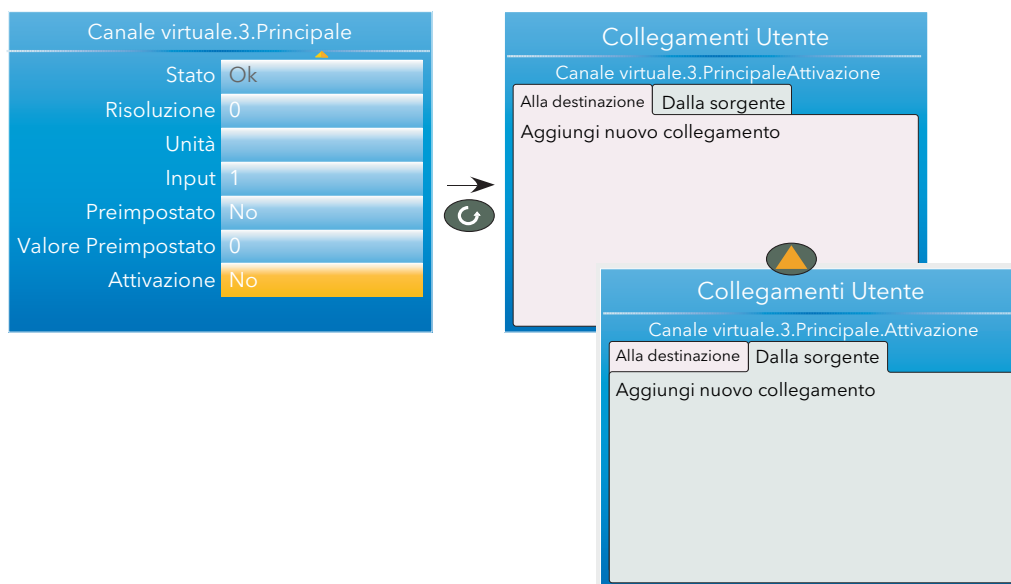 Canale virtuale.3.Principale
Stato Ok
Risoluzione 0
Unità
Input 1
Preimpostato No
Valore Preimpostato 0
Attivazione No
Collegamenti Utente
Canale virtuale.3.PrincipaleAttivazione
Alla destinazione Dalla sorgente
Aggiungi nuovo collegamento
Collegamenti Utente
Canale virtuale.3.Principale.Attivazione
Alla destinazione Dalla sorgente
Aggiungi nuovo collegamento